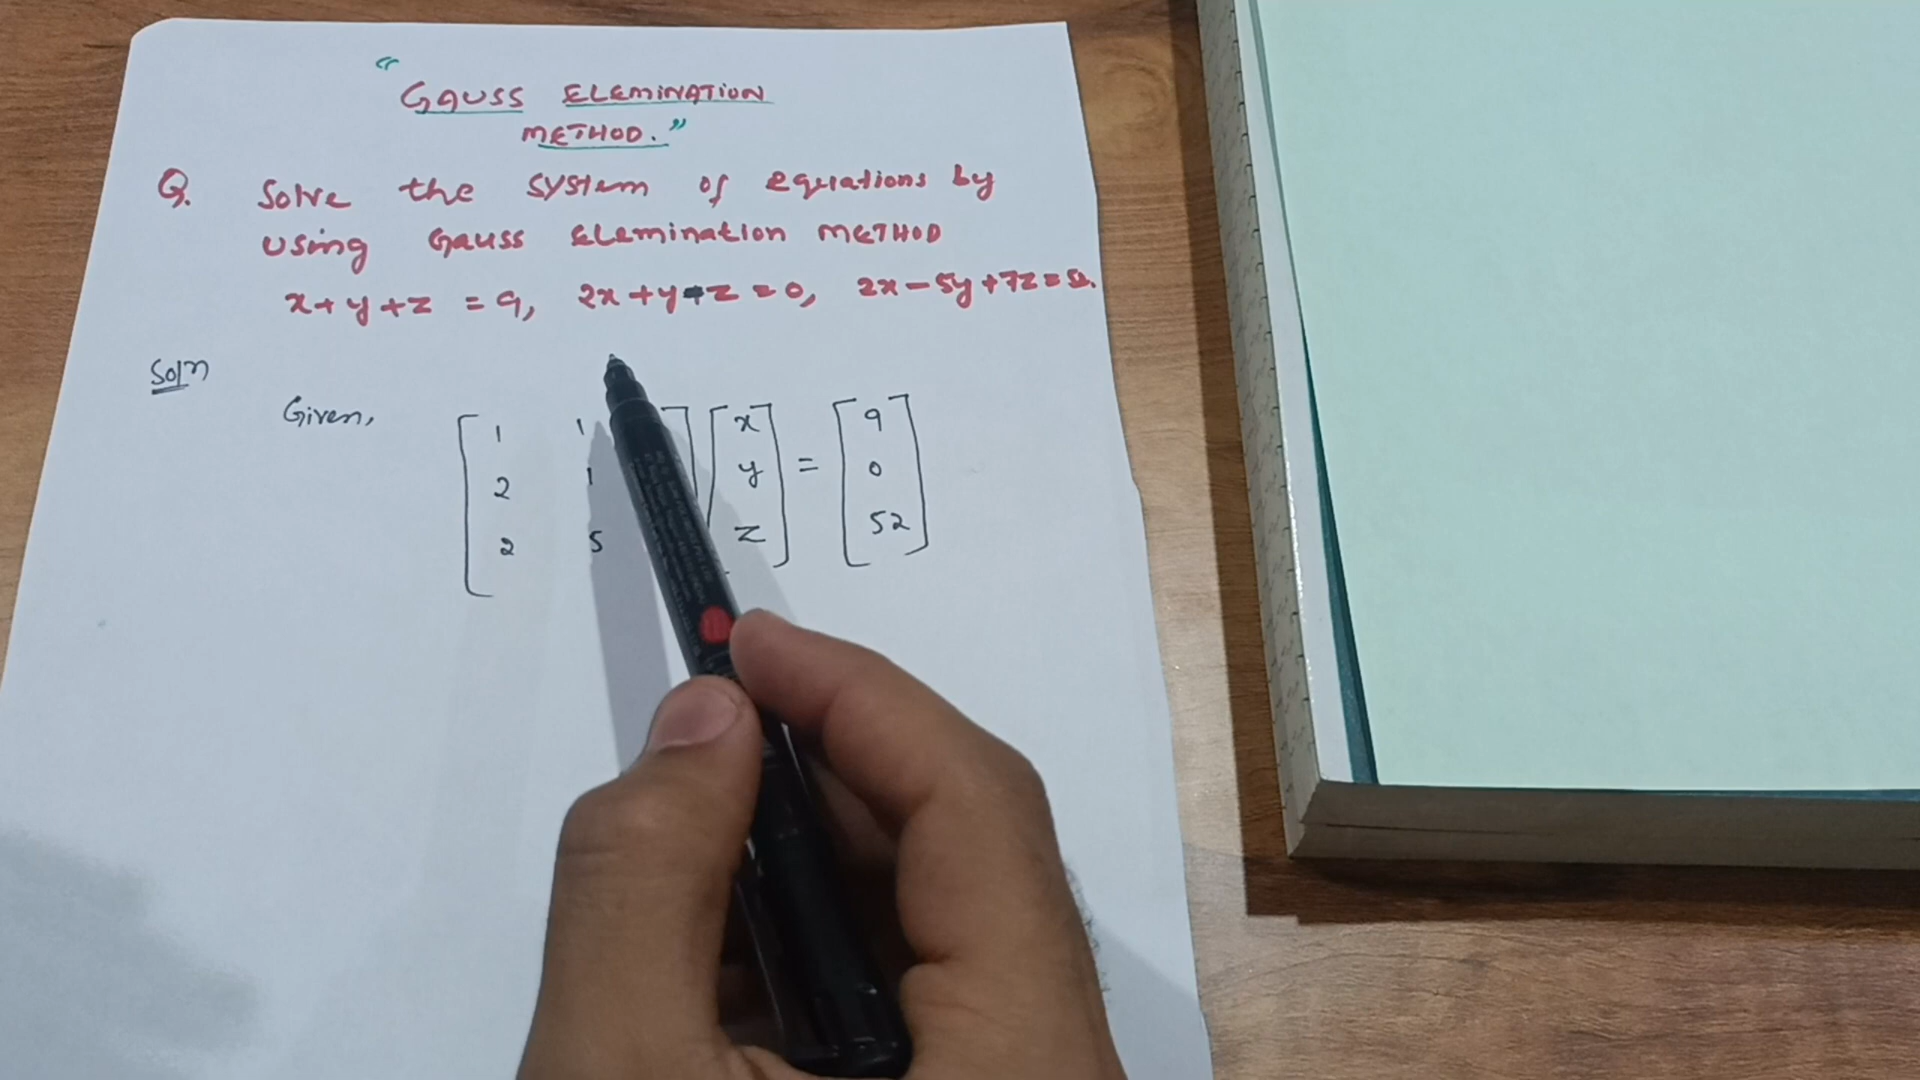 “
GAUSS ELEMINATION
METHOD.”
Q. Solve the system of equations by
using Gauss Elemination METHOD
x+y+z = 9, 2x+y-z=0, 2x-5y+7z=52.
Soln
Given,
1 1 x 9
2 1 y = 0
2 5 z 52